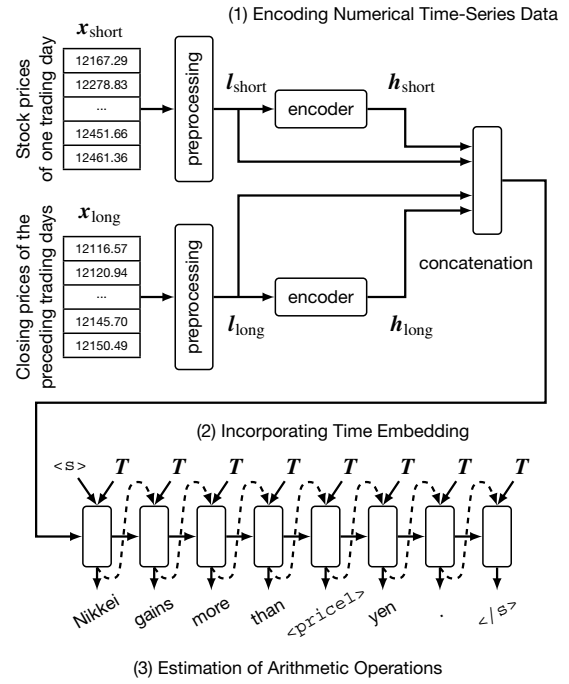 (1) Encoding Numerical Time-Series Data
x_short
Stock prices
of one trading day
12167.29
12278.83
...
12451.66
12461.36
preprocessing
l_short
encoder
h_short
x_long
Closing prices of the
preceding trading days
12116.57
12120.94
...
12145.70
12150.49
preprocessing
l_long
encoder
h_long
concatenation
(2) Incorporating Time Embedding
<s> T T T T T T T T
Nikkei gains more than <price1> yen . </s>
(3) Estimation of Arithmetic Operations